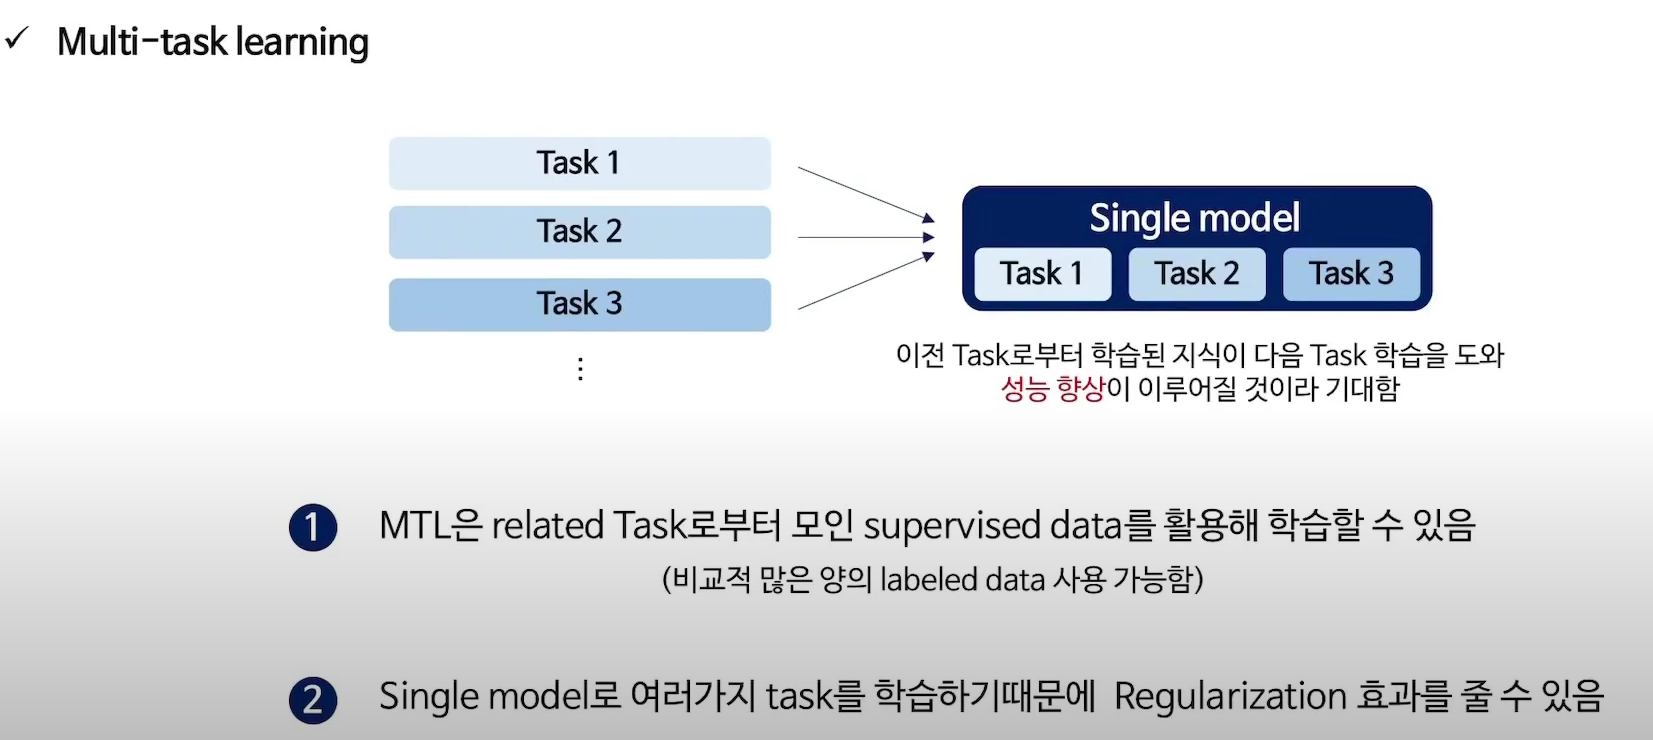 ✓ Multi-task learning
Task 1
Task 2
Task 3
⋮
Single model
Task 1 Task 2 Task 3
이전 Task로부터 학습된 지식이 다음 Task 학습을 도와
성능 향상이 이루어질 것이라 기대함
1 MTL은 related Task로부터 모인 supervised data를 활용해 학습할 수 있음
(비교적 많은 양의 labeled data 사용 가능함)
2 Single model로 여러가지 task를 학습하기때문에 Regularization 효과를 줄 수 있음